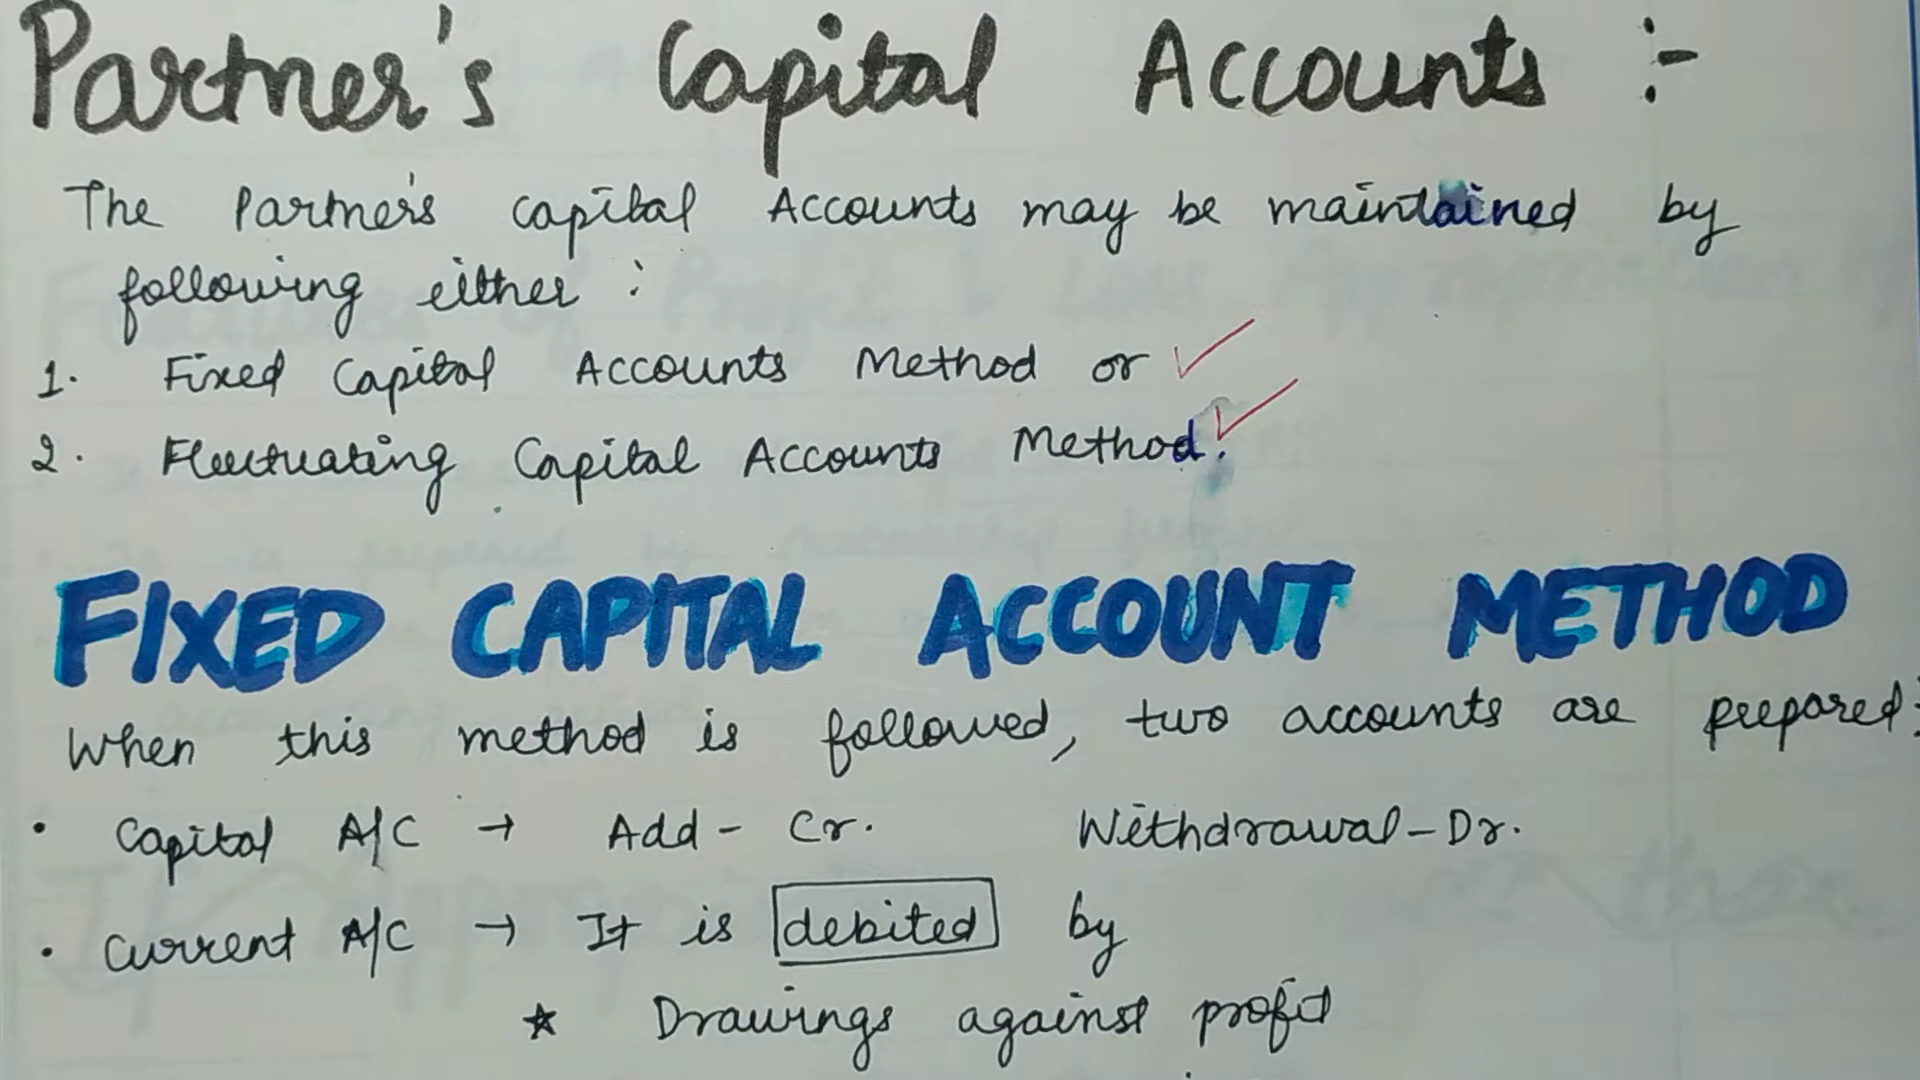 Partner's Capital Accounts :-
The Partner's capital Accounts may be maintained by
following either :
1. Fixed Capital Accounts Method or ✓
2. Fluctuating Capital Accounts Method. ✓
FIXED CAPITAL ACCOUNT METHOD
When this method is followed, two accounts are prepared:
• Capital A/C → Add - Cr. Withdrawal - Dr.
• Current A/C → It is debited by
★ Drawings against profit